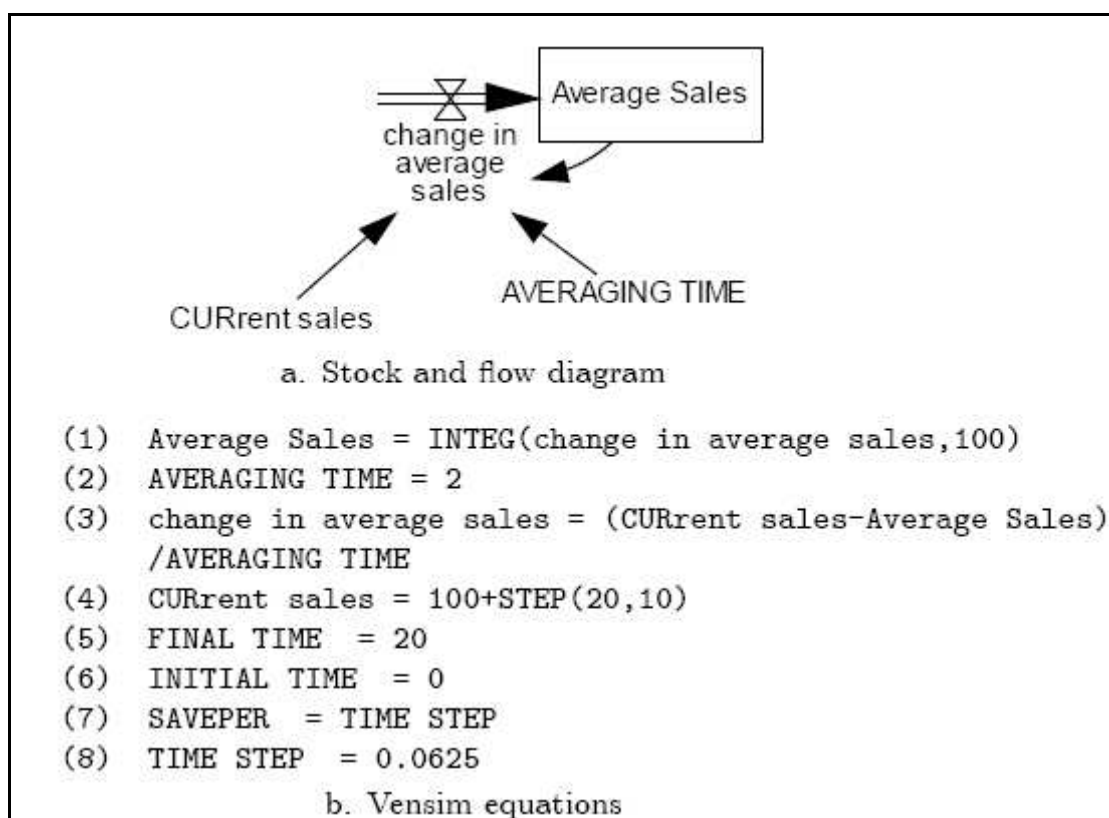 Average Sales
change in
average
sales
AVERAGING TIME
CURrent sales
a. Stock and flow diagram
(1) Average Sales = INTEG(change in average sales,100)
(2) AVERAGING TIME = 2
(3) change in average sales = (CURrent sales-Average Sales)
/AVERAGING TIME
(4) CURrent sales = 100+STEP(20,10)
(5) FINAL TIME = 20
(6) INITIAL TIME = 0
(7) SAVEPER = TIME STEP
(8) TIME STEP = 0.0625
b. Vensim equations